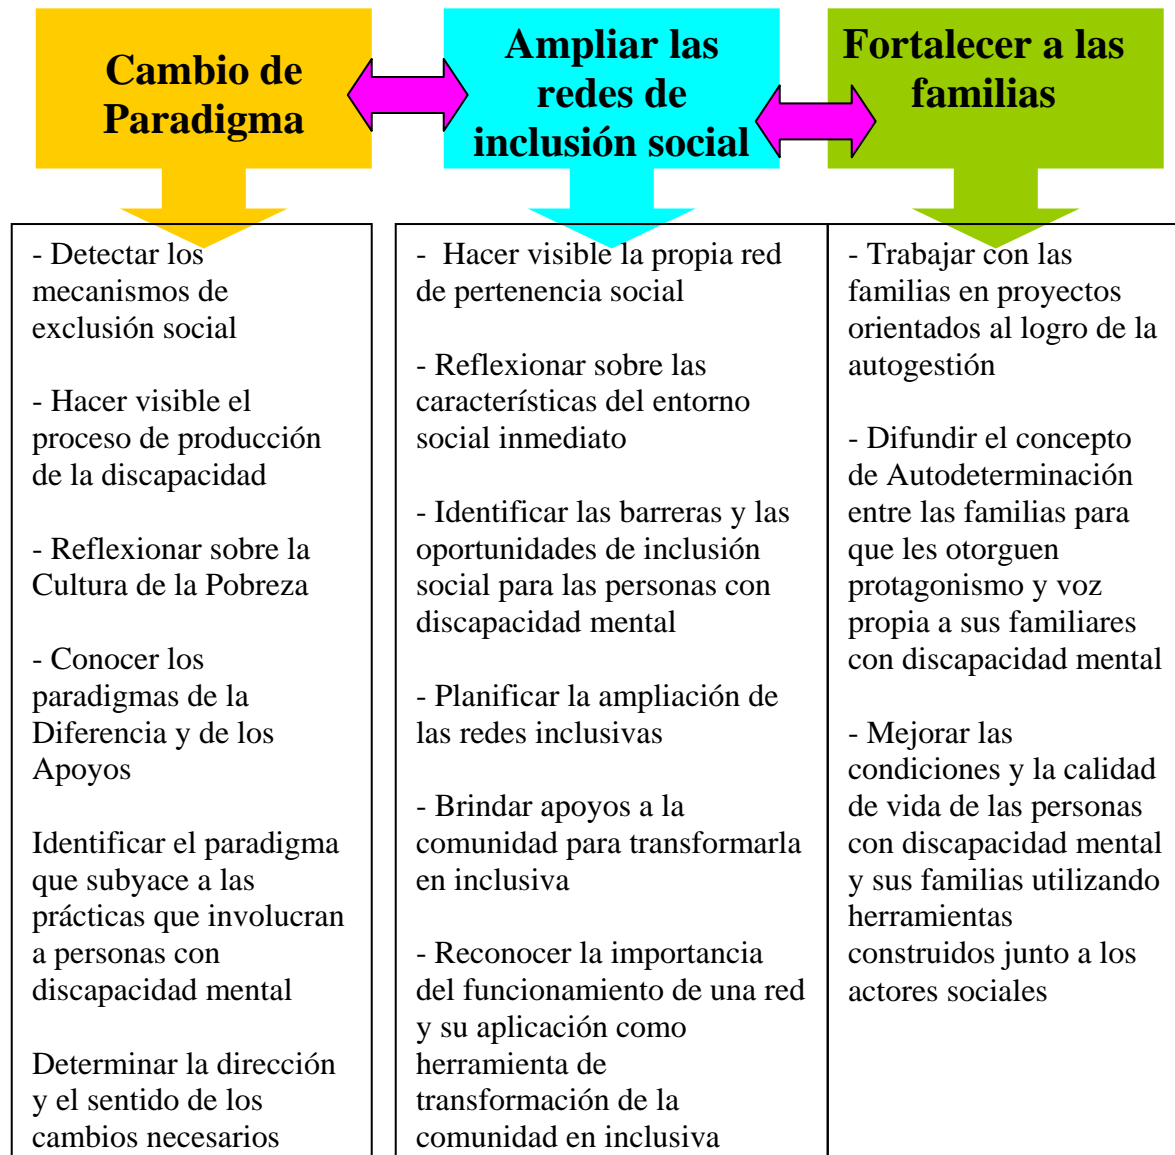 Cambio de
Paradigma
Ampliar las
redes de
inclusión social
Fortalecer a las
familias
- Detectar los
mecanismos de
exclusión social
- Hacer visible el
proceso de producción
de la discapacidad
- Reflexionar sobre la
Cultura de la Pobreza
- Conocer los
paradigmas de la
Diferencia y de los
Apoyos
Identificar el paradigma
que subyace a las
prácticas que involucran
a personas con
discapacidad mental
Determinar la dirección
y el sentido de los
cambios necesarios
- Hacer visible la propia red
de pertenencia social
- Reflexionar sobre las
características del entorno
social inmediato
- Identificar las barreras y las
oportunidades de inclusión
social para las personas con
discapacidad mental
- Planificar la ampliación de
las redes inclusivas
- Brindar apoyos a la
comunidad para transformarla
en inclusiva
- Reconocer la importancia
del funcionamiento de una red
y su aplicación como
herramienta de
transformación de la
comunidad en inclusiva
- Trabajar con las
familias en proyectos
orientados al logro de la
autogestión
- Difundir el concepto
de Autodeterminación
entre las familias para
que les otorguen
protagonismo y voz
propia a sus familiares
con discapacidad mental
- Mejorar las
condiciones y la calidad
de vida de las personas
con discapacidad mental
y sus familias utilizando
herramientas
construidos junto a los
actores sociales